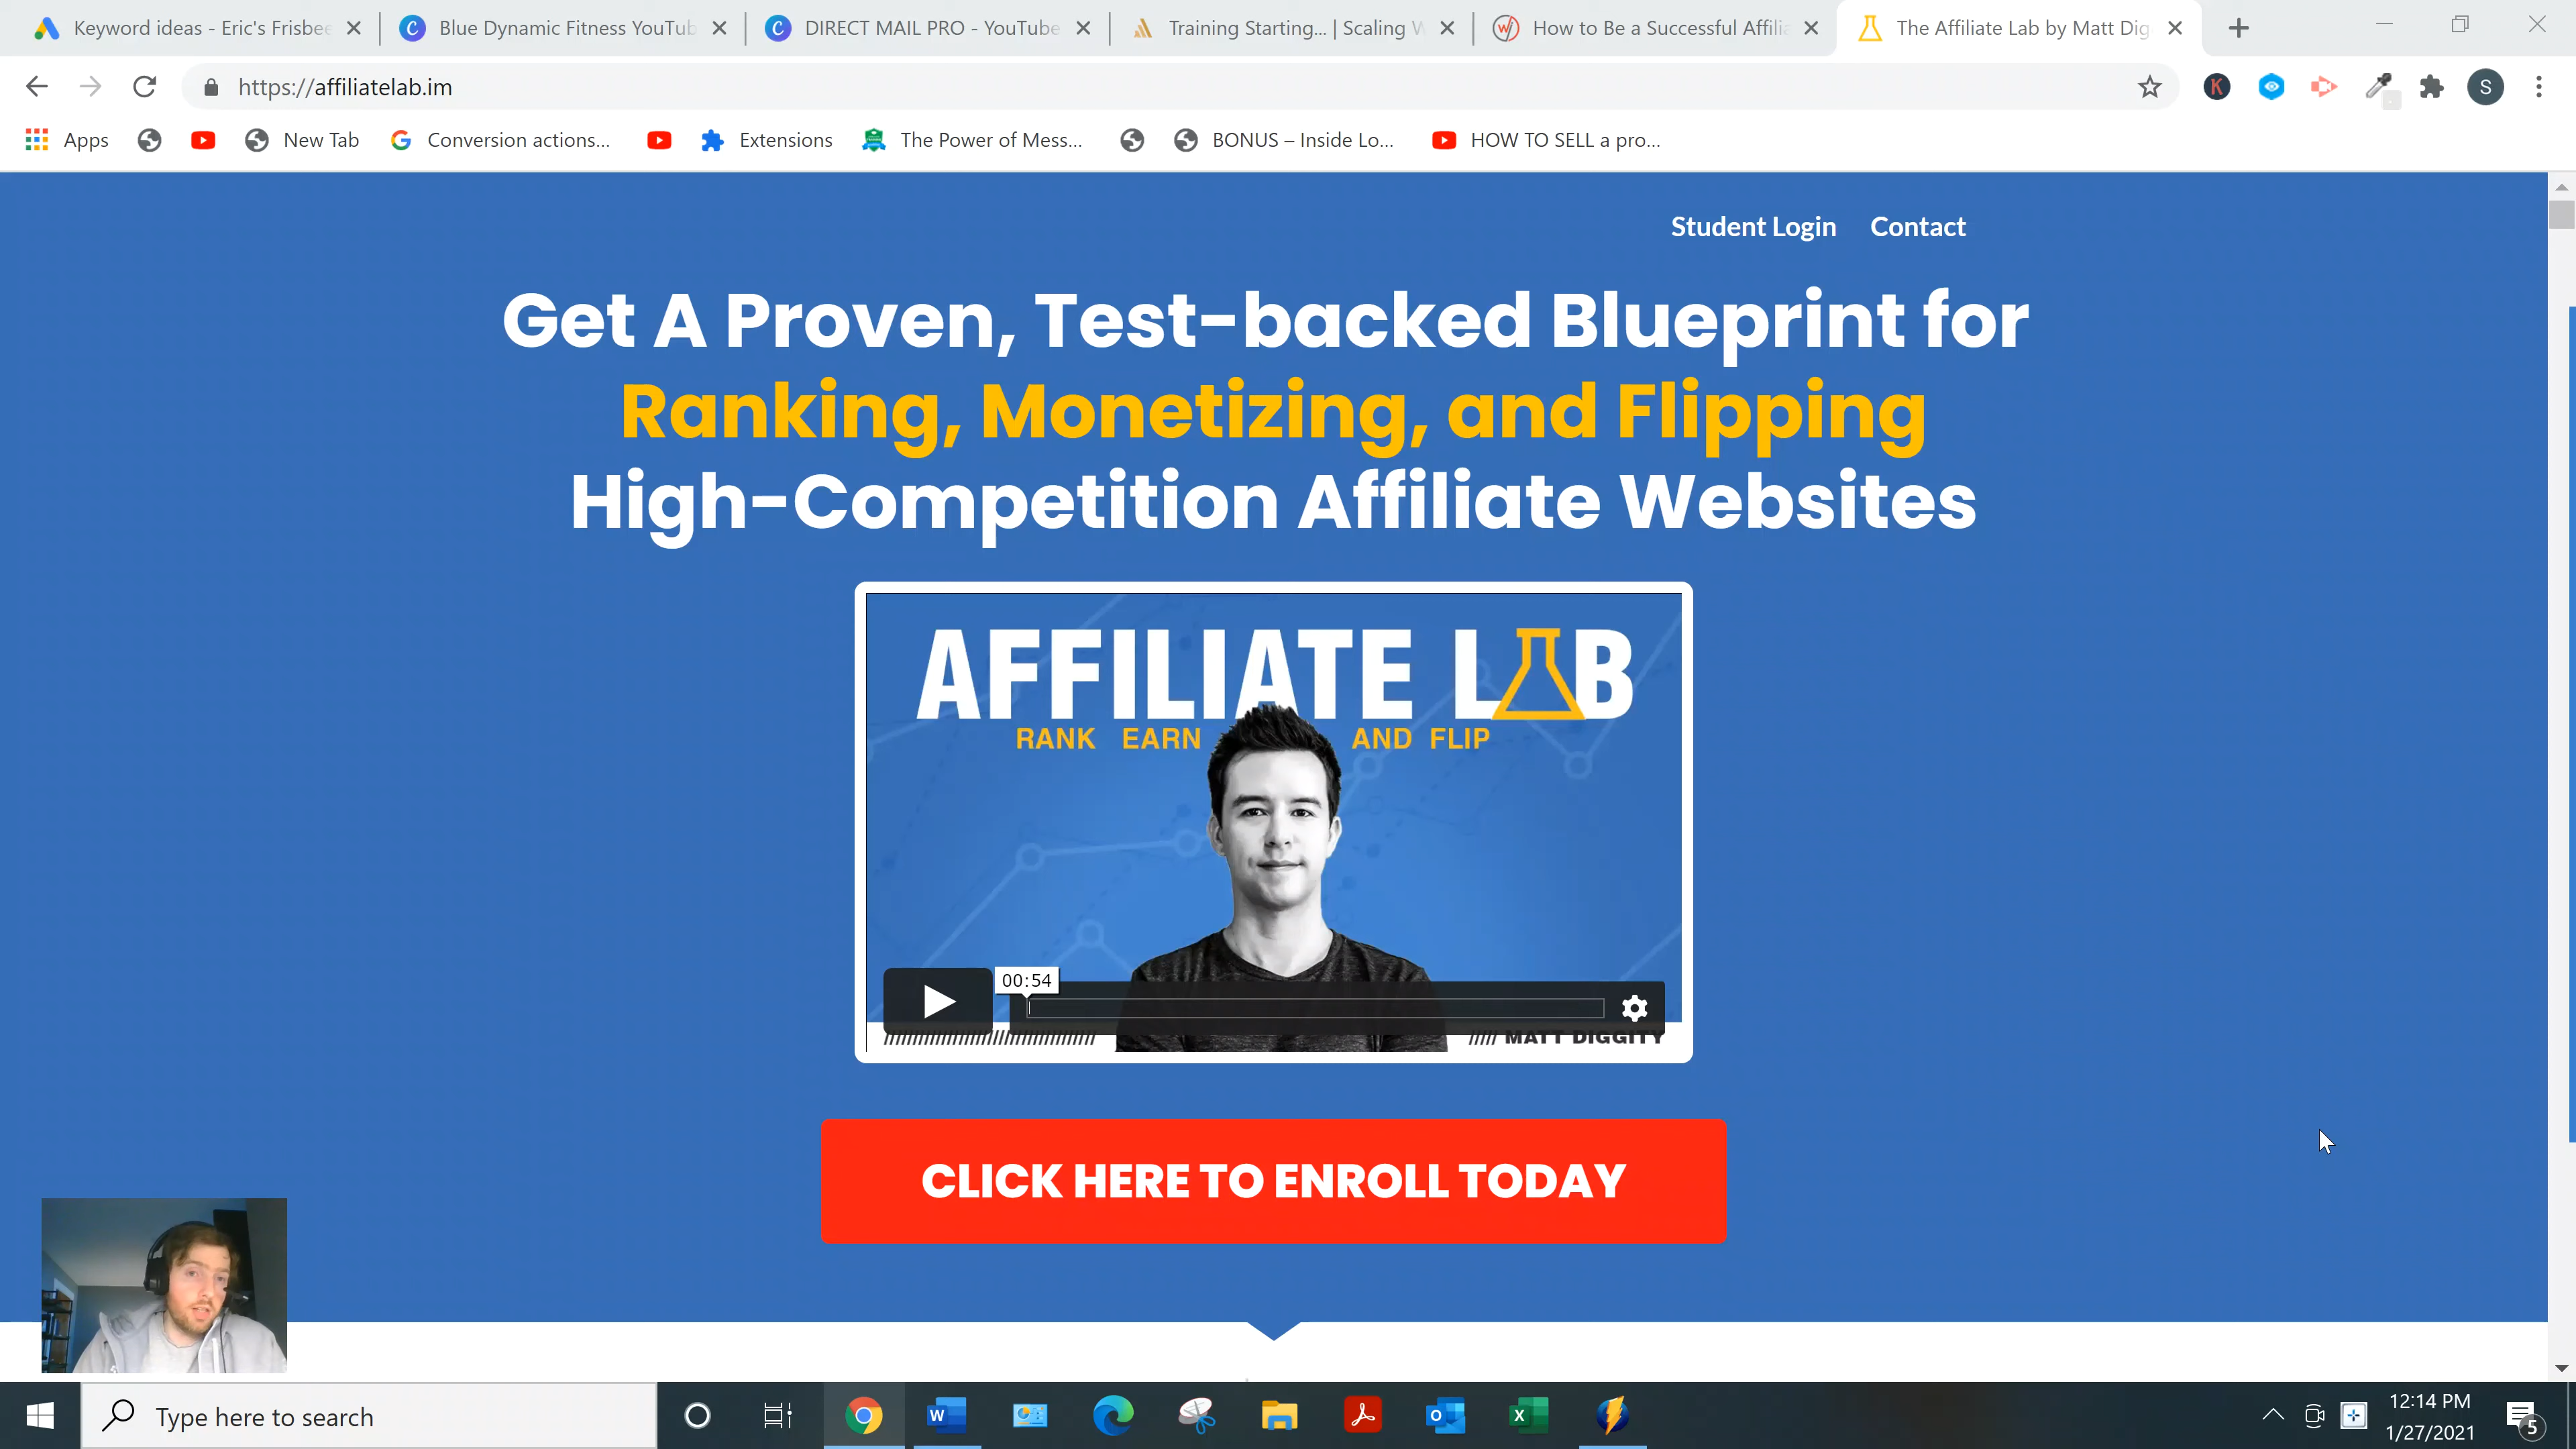 Keyword ideas - Eric's Frisbee
Blue Dynamic Fitness YouTub
DIRECT MAIL PRO - YouTube
Training Starting... | Scaling W
How to Be a Successful Affilia
The Affiliate Lab by Matt Dig
https://affiliatelab.im
K
S
Apps
New Tab
Conversion actions...
Extensions
The Power of Mess...
BONUS – Inside Lo...
HOW TO SELL a pro...
Student Login
Contact
Get A Proven, Test-backed Blueprint for
Ranking, Monetizing, and Flipping
High-Competition Affiliate Websites
AFFILIATE LAB
RANK EARN AND FLIP
00:54
///// MATT DIGGITY
CLICK HERE TO ENROLL TODAY
Type here to search
12:14 PM
1/27/2021
5